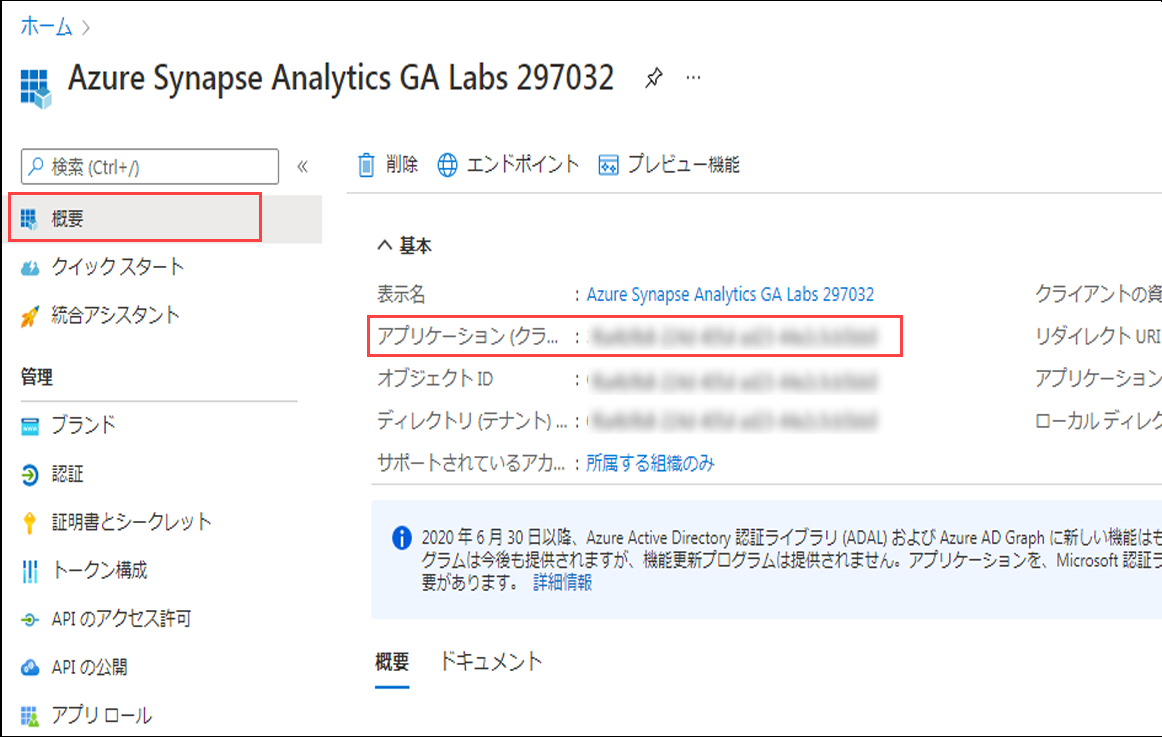 ホーム >
Azure Synapse Analytics GA Labs 297032 ...
検索 (Ctrl+/) «
削除 エンドポイント プレビュー機能
概要
クイック スタート
統合アシスタント
管理
ブランド
認証
証明書とシークレット
トークン構成
API のアクセス許可
API の公開
アプリ ロール
基本
表示名 : Azure Synapse Analytics GA Labs 297032
アプリケーション (クラ... :
オブジェクト ID :
ディレクトリ (テナント) ... :
サポートされているアカ... : 所属する組織のみ
クライアントの資
リダイレクト URI
アプリケーション
ローカル ディレク
2020 年 6 月 30 日以降、Azure Active Directory 認証ライブラリ (ADAL) および Azure AD Graph に新しい機能はも
グラムは今後も提供されますが、機能更新プログラムは提供されません。アプリケーションを、Microsoft 認証ラ
要があります。 詳細情報
概要 ドキュメント